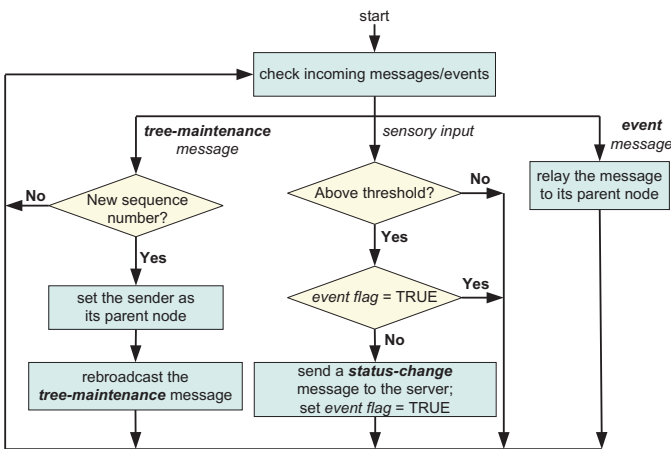 start
check incoming messages/events
tree-maintenance
message
sensory input
event
message
No
New sequence
number?
Yes
set the sender as
its parent node
rebroadcast the
tree-maintenance message
Above threshold?
No
Yes
event flag = TRUE
Yes
No
send a status-change
message to the server;
set event flag = TRUE
relay the message
to its parent node